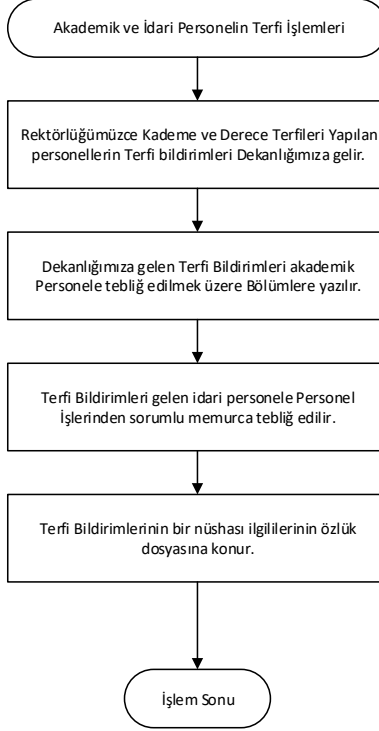 Akademik ve İdari Personelin Terfi İşlemleri
Rektörlüğümüzce Kademe ve Derece Terfileri Yapılan
personellerin Terfi bildirimleri Dekanlığımıza gelir.
Dekanlığımıza gelen Terfi Bildirimleri akademik
Personele tebliğ edilmek üzere Bölümlere yazılır.
Terfi Bildirimleri gelen idari personele Personel
İşlerinden sorumlu memurca tebliğ edilir.
Terfi Bildirimlerinin bir nüshası ilgililerinin özlük
dosyasına konur.
İşlem Sonu